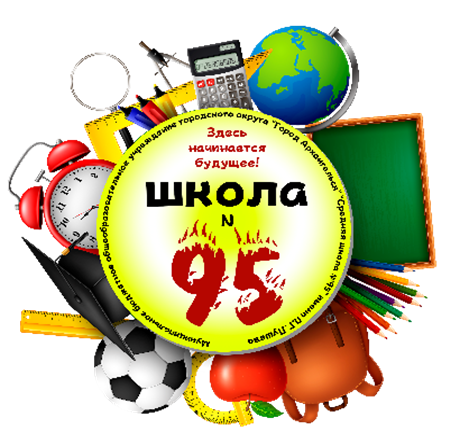 Муниципальное бюджетное общеобразовательное учреждение городского округа "Город Архангельск" "Средняя школа №95" имени П.Г. Лушева
Здесь
начинается
будущее!
ШКОЛА
N
95